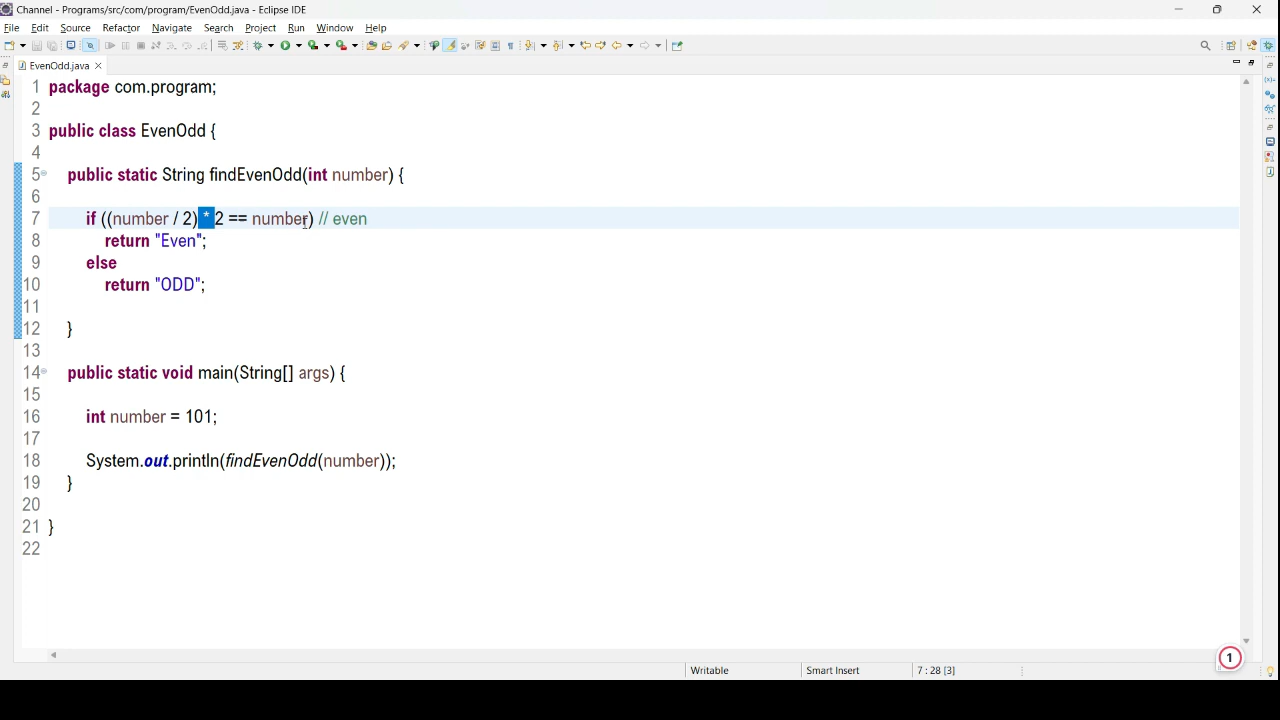 Channel - Programs/src/com/program/EvenOdd.java - Eclipse IDE
File Edit Source Refactor Navigate Search Project Run Window Help
EvenOdd.java
1 package com.program;
2
3 public class EvenOdd {
4
5 public static String findEvenOdd(int number) {
6
7 if ((number / 2) * 2 == number) // even
8 return "Even";
9 else
10 return "ODD";
11
12 }
13
14 public static void main(String[] args) {
15
16 int number = 101;
17
18 System.out.println(findEvenOdd(number));
19 }
20
21 }
22
1
Writable Smart Insert 7 : 28 [3]